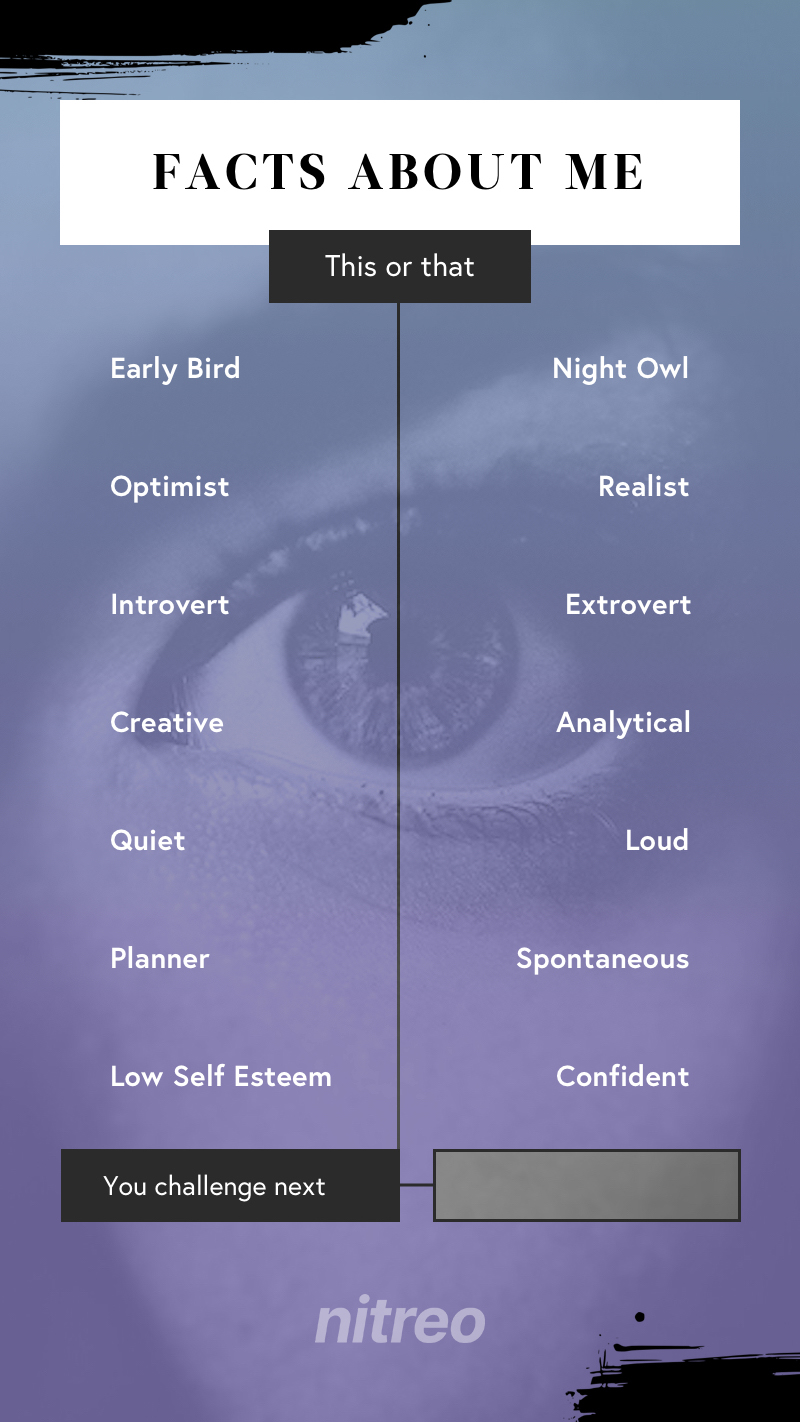 FACTS ABOUT ME
This or that
Early Bird Night Owl
Optimist Realist
Introvert Extrovert
Creative Analytical
Quiet Loud
Planner Spontaneous
Low Self Esteem Confident
You challenge next
nitreo